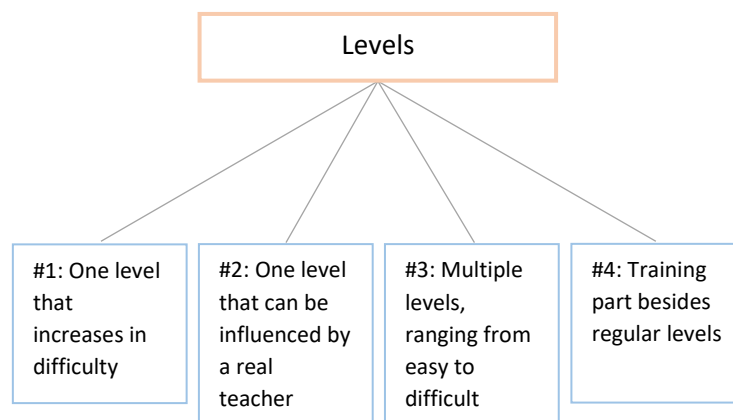 Levels
#1: One level
that
increases in
difficulty
#2: One level
that can be
influenced by
a real
teacher
#3: Multiple
levels,
ranging from
easy to
difficult
#4: Training
part besides
regular levels